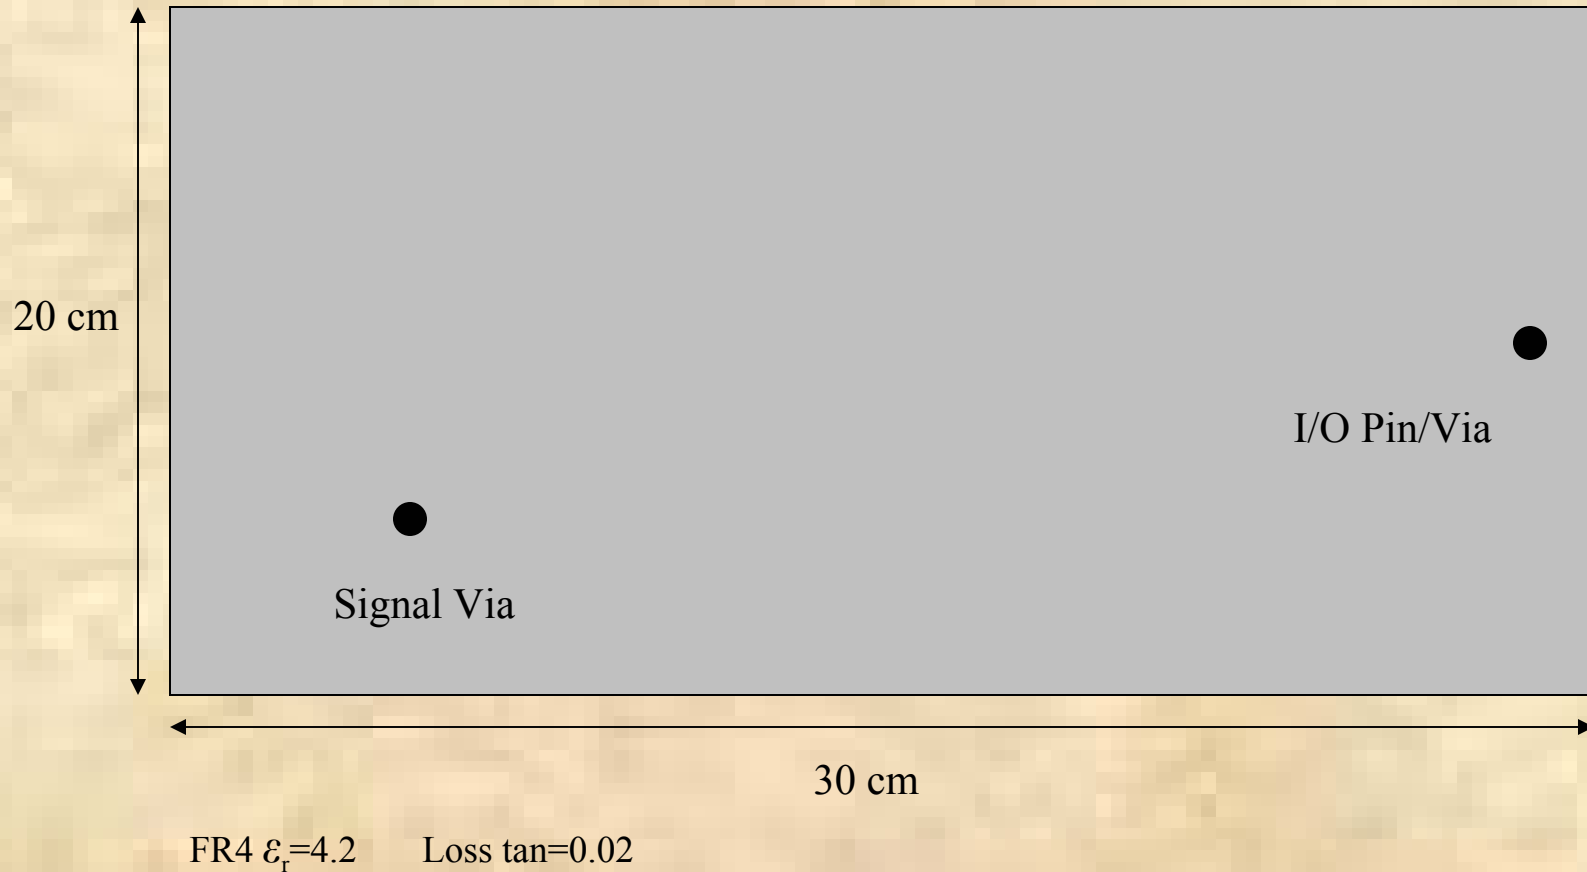 20 cm
I/O Pin/Via
Signal Via
30 cm
FR4 εr=4.2 Loss tan=0.02